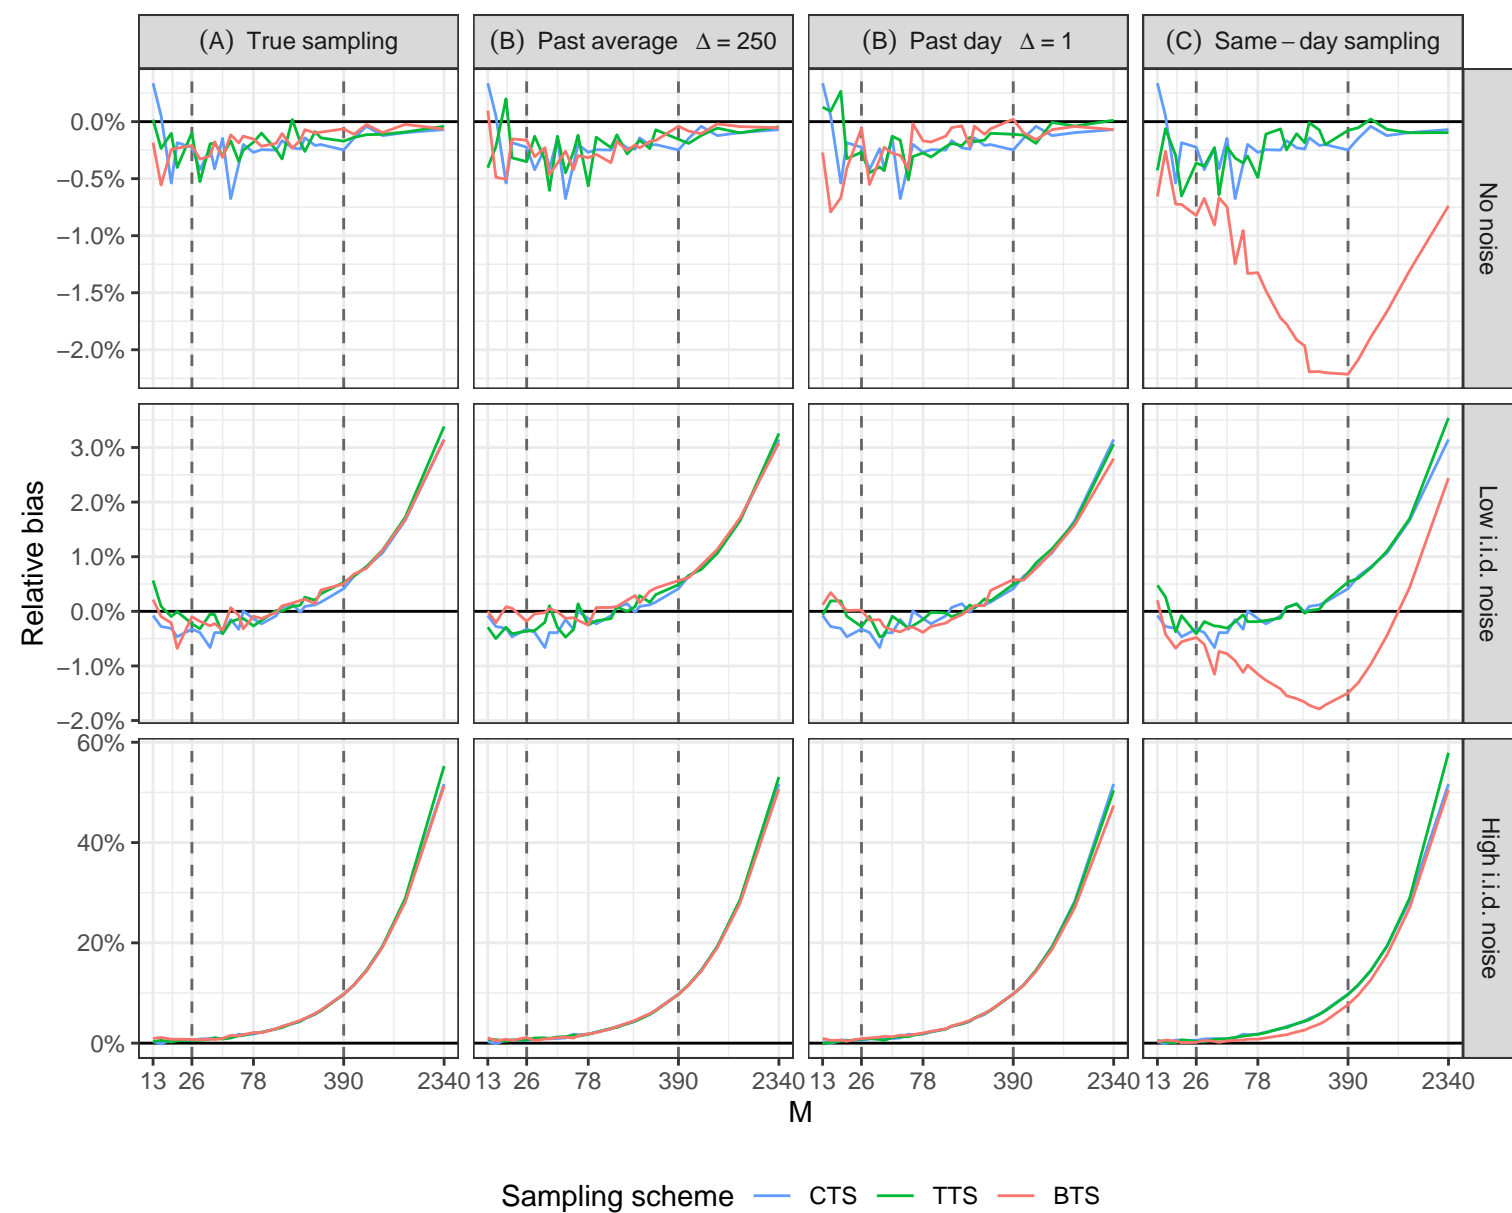 (A) True sampling
(B) Past average Δ = 250
(B) Past day Δ = 1
(C) Same − day sampling
0.0%
−0.5%
−1.0%
−1.5%
−2.0%
No noise
3.0%
2.0%
1.0%
0.0%
−1.0%
−2.0%
Low i.i.d. noise
60%
40%
20%
0%
High i.i.d. noise
Relative bias
13 26 78 390 2340
13 26 78 390 2340
13 26 78 390 2340
13 26 78 390 2340
M
Sampling scheme CTS TTS BTS